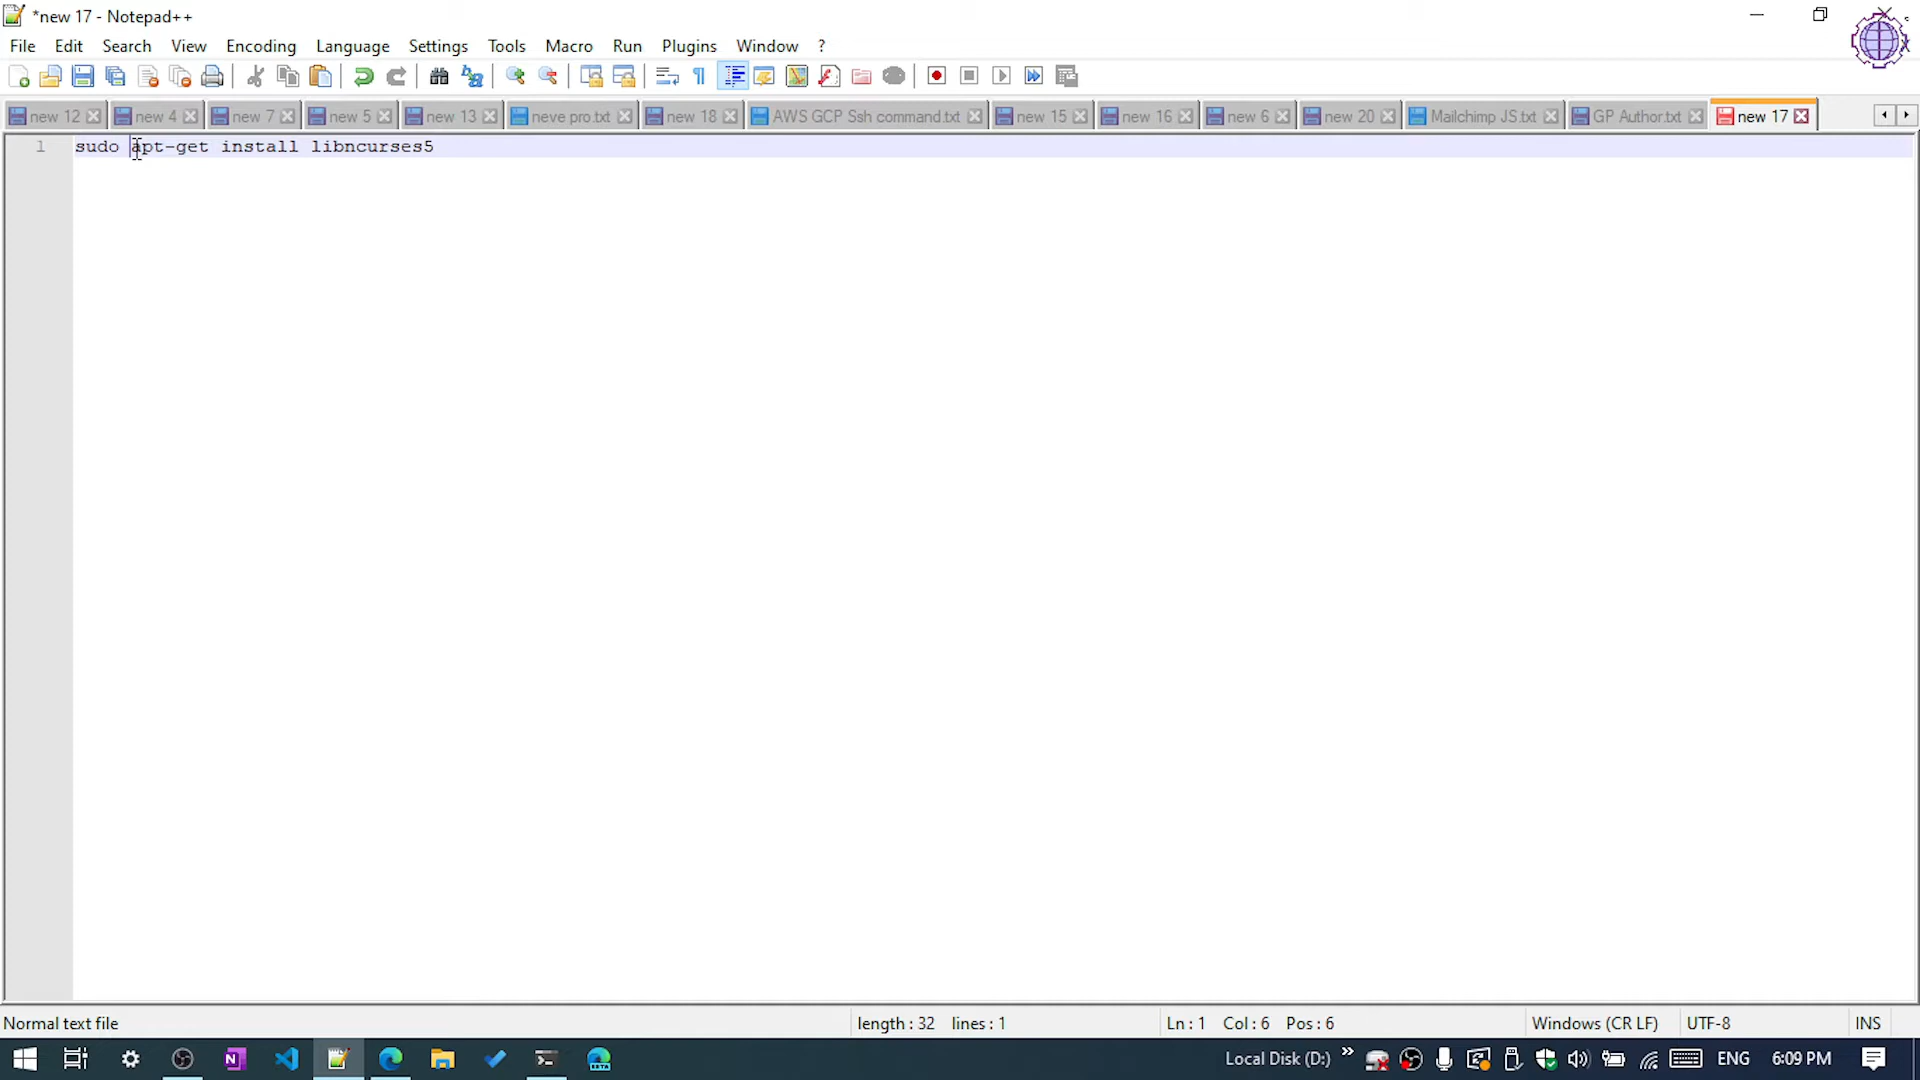 *new 17 - Notepad++
File Edit Search View Encoding Language Settings Tools Macro Run Plugins Window ?
new 12 new 4 new 7 new 5 new 13 neve pro.txt new 18 AWS GCP Ssh command.txt new 15 new 16 new 6 new 20 Mailchimp JS.txt GP Author.txt new 17
1 sudo apt-get install libncurses5
Normal text file length : 32 lines : 1 Ln : 1 Col : 6 Pos : 6 Windows (CR LF) UTF-8 INS
Local Disk (D:) ENG 6:09 PM